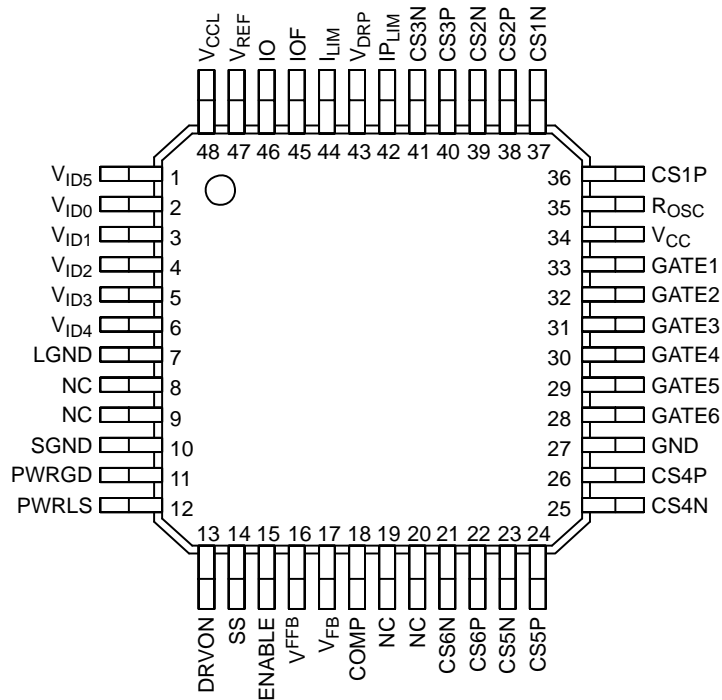 VCCL
VREF
IO
IOF
ILIM
VDRP
IPLIM
CS3N
CS3P
CS2N
CS2P
CS1N
48 47 46 45 44 43 42 41 40 39 38 37
VID5 1
VID0 2
VID1 3
VID2 4
VID3 5
VID4 6
LGND 7
NC 8
NC 9
SGND 10
PWRGD 11
PWRLS 12
36 CS1P
35 ROSC
34 VCC
33 GATE1
32 GATE2
31 GATE3
30 GATE4
29 GATE5
28 GATE6
27 GND
26 CS4P
25 CS4N
13 14 15 16 17 18 19 20 21 22 23 24
DRVON
SS
ENABLE
VFFB
VFB
COMP
NC
NC
CS6N
CS6P
CS5N
CS5P